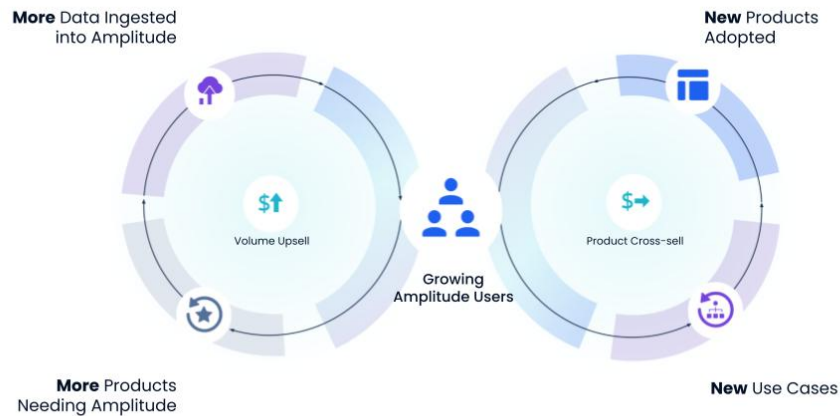 More Data Ingested
into Amplitude
New Products
Adopted
$
Volume Upsell
$
Product Cross-sell
Growing
Amplitude Users
More Products
Needing Amplitude
New Use Cases